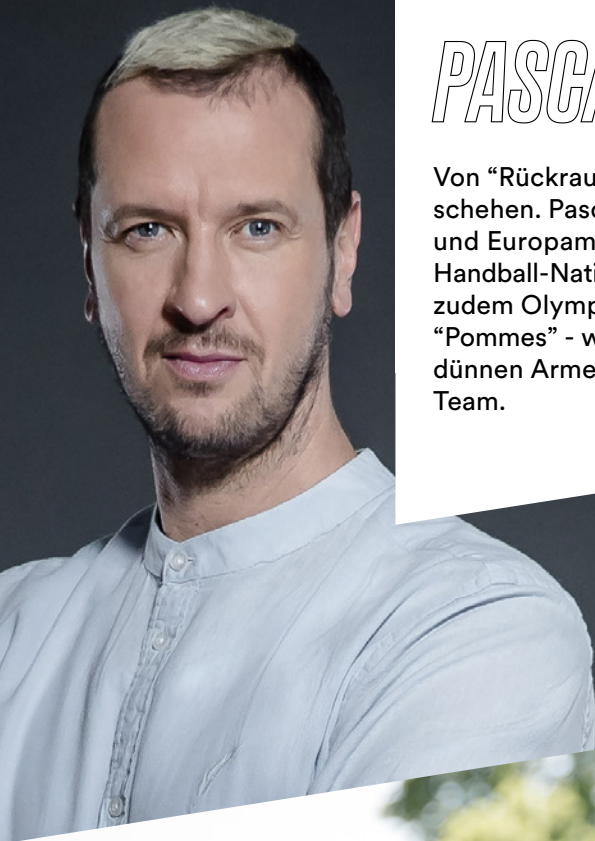 PASCA
Von “Rückrau
schehen. Pasc
und Europam
Handball-Nati
zudem Olymp
“Pommes” - w
dünnen Arme
Team.